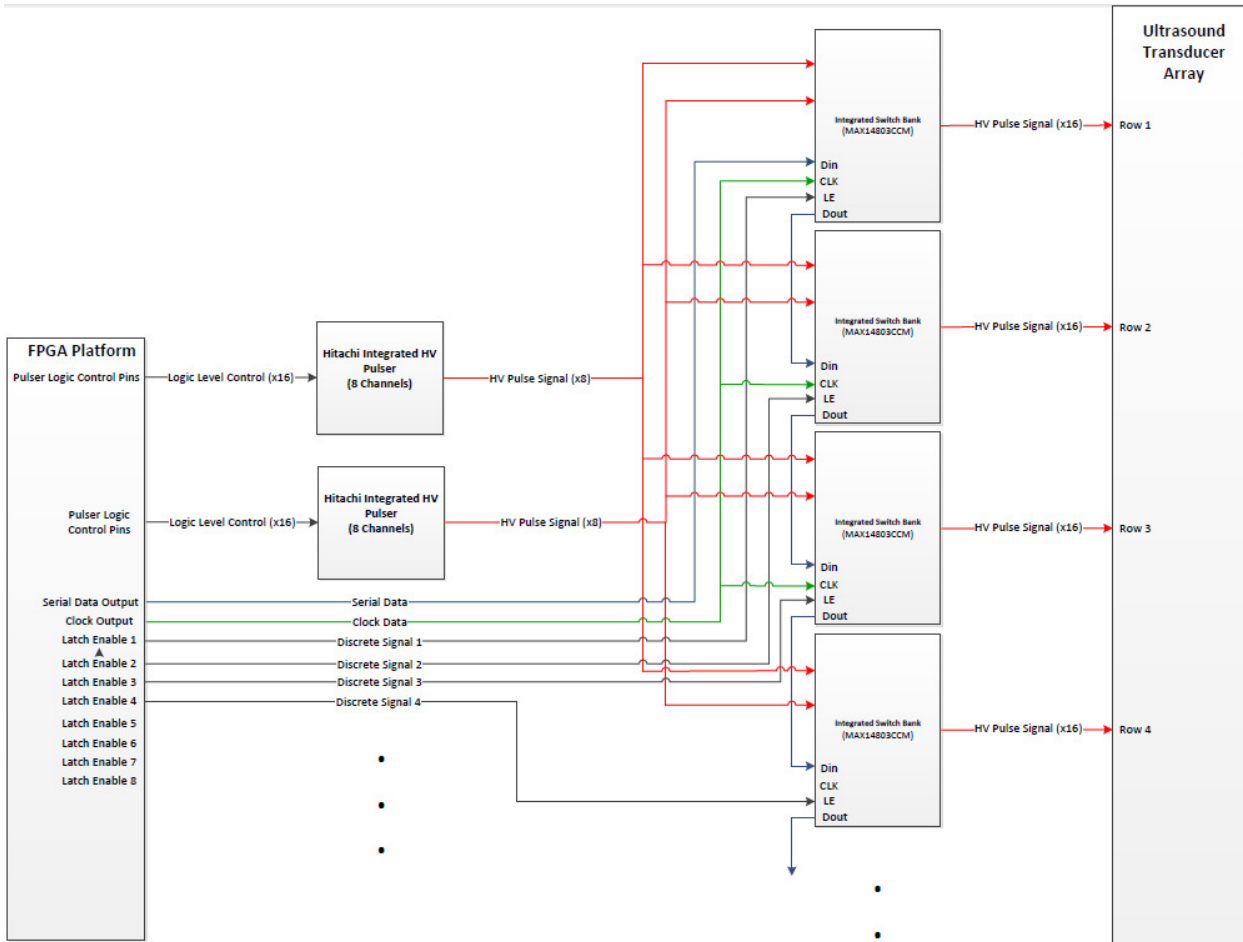 Ultrasound
Transducer
Array
Integrated Switch Bank
(MAX14803CCM)
HV Pulse Signal (x16)
Row 1
Din
CLK
LE
Dout
Integrated Switch Bank
(MAX14803CCM)
HV Pulse Signal (x16)
Row 2
Din
CLK
LE
Dout
FPGA Platform
Pulser Logic Control Pins
Logic Level Control (x16)
Hitachi Integrated HV
Pulser
(8 Channels)
HV Pulse Signal (x8)
Pulser Logic
Control Pins
Logic Level Control (x16)
Hitachi Integrated HV
Pulser
(8 Channels)
HV Pulse Signal (x8)
Integrated Switch Bank
(MAX14803CCM)
HV Pulse Signal (x16)
Row 3
Din
CLK
LE
Dout
Serial Data Output
Serial Data
Clock Output
Clock Data
Latch Enable 1
Discrete Signal 1
Latch Enable 2
Discrete Signal 2
Latch Enable 3
Discrete Signal 3
Latch Enable 4
Discrete Signal 4
Latch Enable 5
Latch Enable 6
Latch Enable 7
Latch Enable 8
Integrated Switch Bank
(MAX14803CCM)
HV Pulse Signal (x16)
Row 4
Din
CLK
LE
Dout